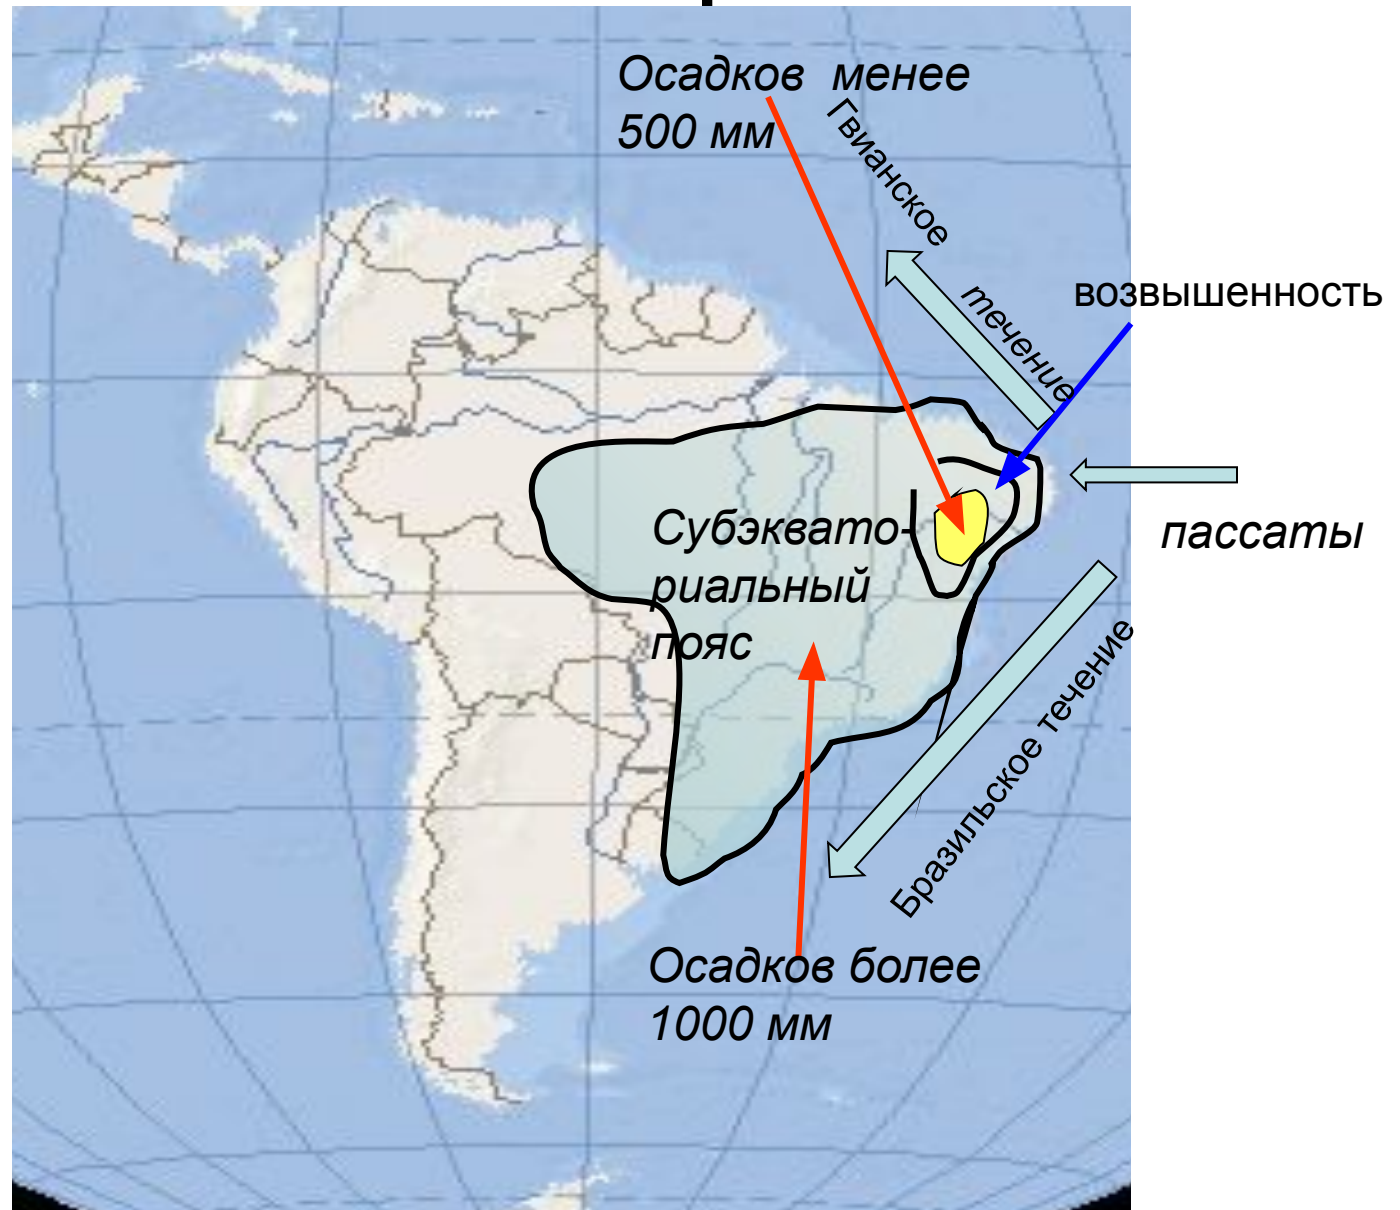 Осадков менее
500 мм
Гвианское
течение
возвышенность
пассаты
Субэквато-
риальный
пояс
Бразильское течение
Осадков более
1000 мм